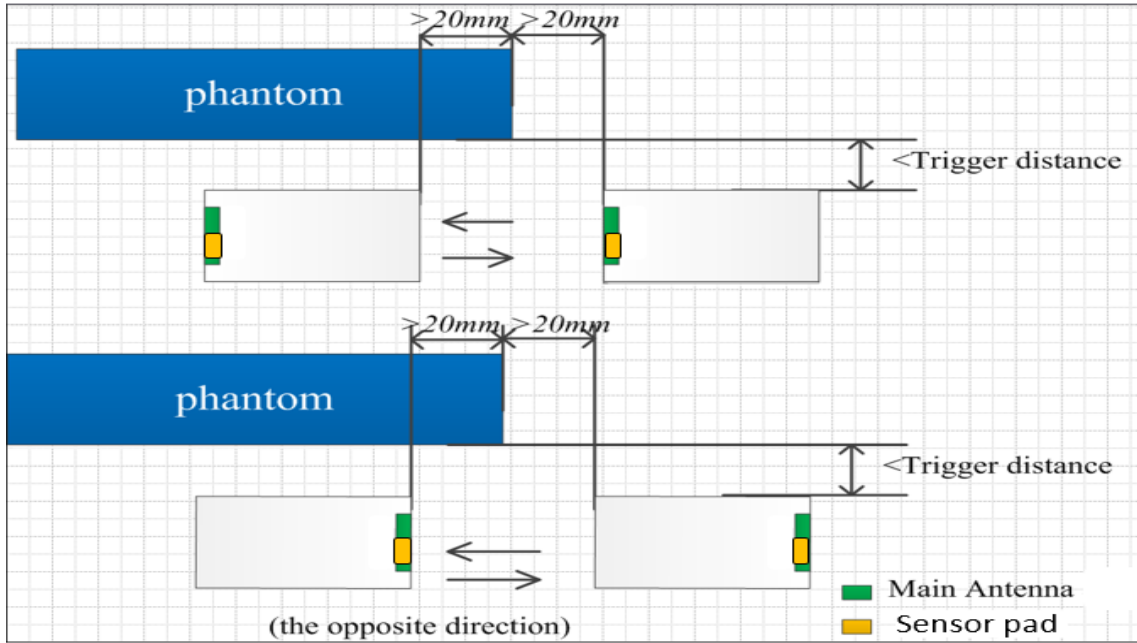 >20mm >20mm
phantom
<Trigger distance
>20mm >20mm
phantom
<Trigger distance
Main Antenna
Sensor pad
(the opposite direction)